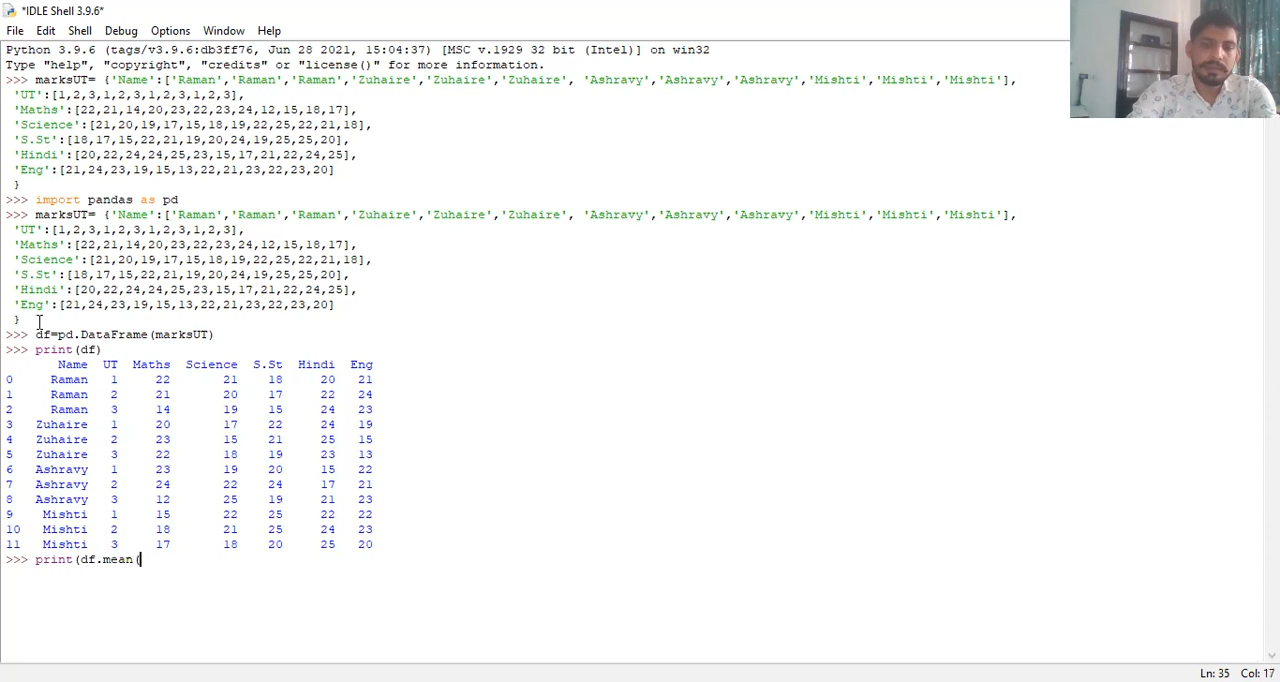 *IDLE Shell 3.9.6*
File Edit Shell Debug Options Window Help
Python 3.9.6 (tags/v3.9.6:db3ff76, Jun 28 2021, 15:04:37) [MSC v.1929 32 bit (Intel)] on win32
Type "help", "copyright", "credits" or "license()" for more information.
>>> marksUT= {'Name':['Raman','Raman','Raman','Zuhaire','Zuhaire','Zuhaire', 'Ashravy','Ashravy','Ashravy','Mishti','Mishti','Mishti'],
'UT':[1,2,3,1,2,3,1,2,3,1,2,3],
'Maths':[22,21,14,20,23,22,23,24,12,15,18,17],
'Science':[21,20,19,17,15,18,19,22,25,22,21,18],
'S.St':[18,17,15,22,21,19,20,24,19,25,25,20],
'Hindi':[20,22,24,24,25,23,15,17,21,22,24,25],
'Eng':[21,24,23,19,15,13,22,21,23,22,23,20]
}
>>> import pandas as pd
>>> marksUT= {'Name':['Raman','Raman','Raman','Zuhaire','Zuhaire','Zuhaire', 'Ashravy','Ashravy','Ashravy','Mishti','Mishti','Mishti'],
'UT':[1,2,3,1,2,3,1,2,3,1,2,3],
'Maths':[22,21,14,20,23,22,23,24,12,15,18,17],
'Science':[21,20,19,17,15,18,19,22,25,22,21,18],
'S.St':[18,17,15,22,21,19,20,24,19,25,25,20],
'Hindi':[20,22,24,24,25,23,15,17,21,22,24,25],
'Eng':[21,24,23,19,15,13,22,21,23,22,23,20]
}
>>> df=pd.DataFrame(marksUT)
>>> print(df)
Name UT Maths Science S.St Hindi Eng
0 Raman 1 22 21 18 20 21
1 Raman 2 21 20 17 22 24
2 Raman 3 14 19 15 24 23
3 Zuhaire 1 20 17 22 24 19
4 Zuhaire 2 23 15 21 25 15
5 Zuhaire 3 22 18 19 23 13
6 Ashravy 1 23 19 20 15 22
7 Ashravy 2 24 22 24 17 21
8 Ashravy 3 12 25 19 21 23
9 Mishti 1 15 22 25 22 22
10 Mishti 2 18 21 25 24 23
11 Mishti 3 17 18 20 25 20
>>> print(df.mean(
Ln: 35 Col: 17